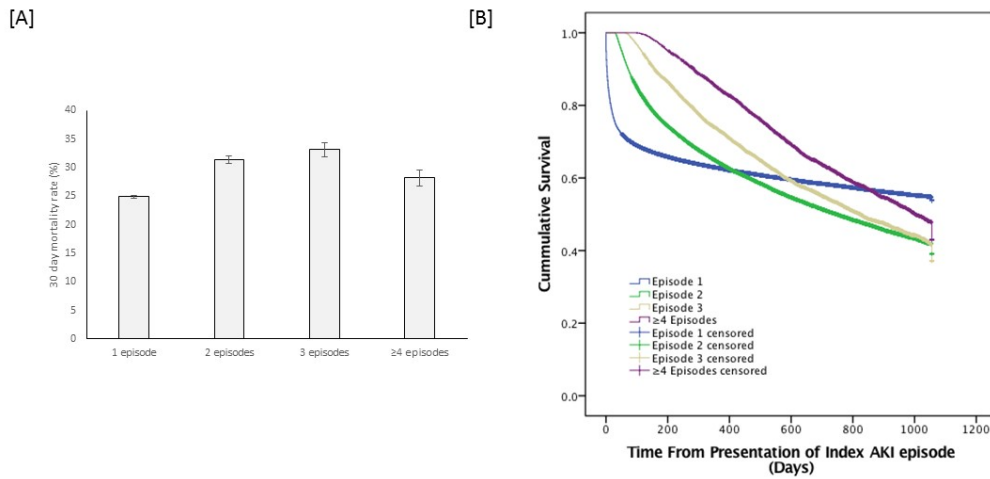 [A]
30 day mortality rate (%)
40
35
30
25
20
15
10
5
0
1 episode
2 episodes
3 episodes
≥4 episodes
[B]
Cummulative Survival
1.0
0.8
0.6
0.4
0.2
0.0
Episode 1
Episode 2
Episode 3
≥4 Episodes
Episode 1 censored
Episode 2 censored
Episode 3 censored
≥4 Episodes censored
0 200 400 600 800 1000 1200
Time From Presentation of Index AKI episode
(Days)